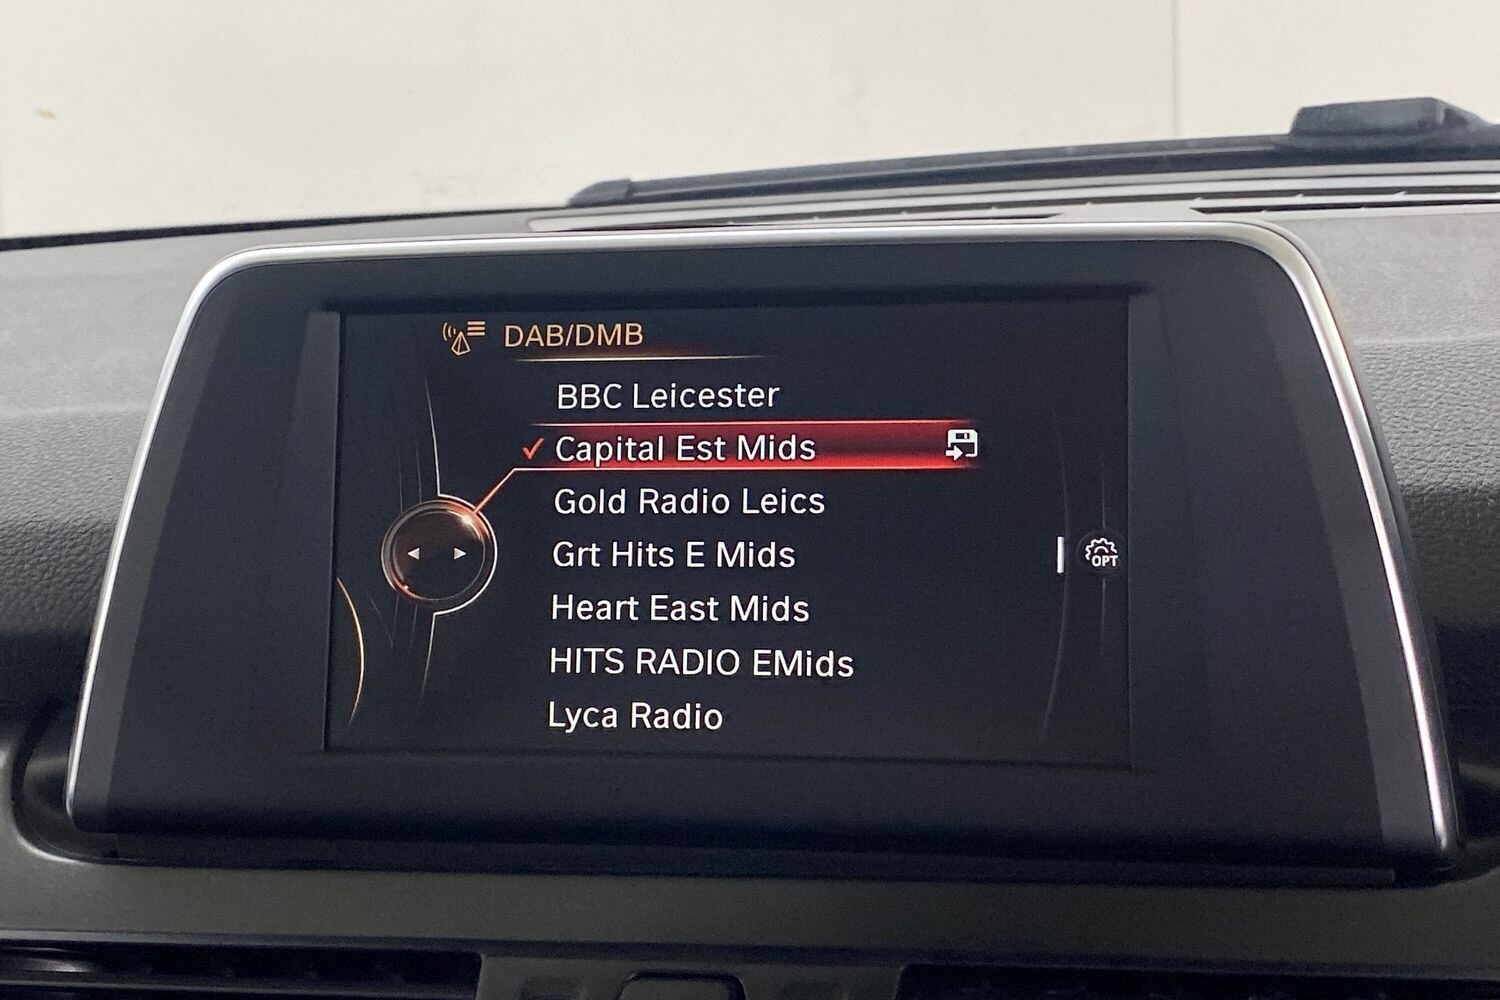 DAB/DMB
BBC Leicester
Capital Est Mids
Gold Radio Leics
Grt Hits E Mids
OPT
Heart East Mids
HITS RADIO EMids
Lyca Radio